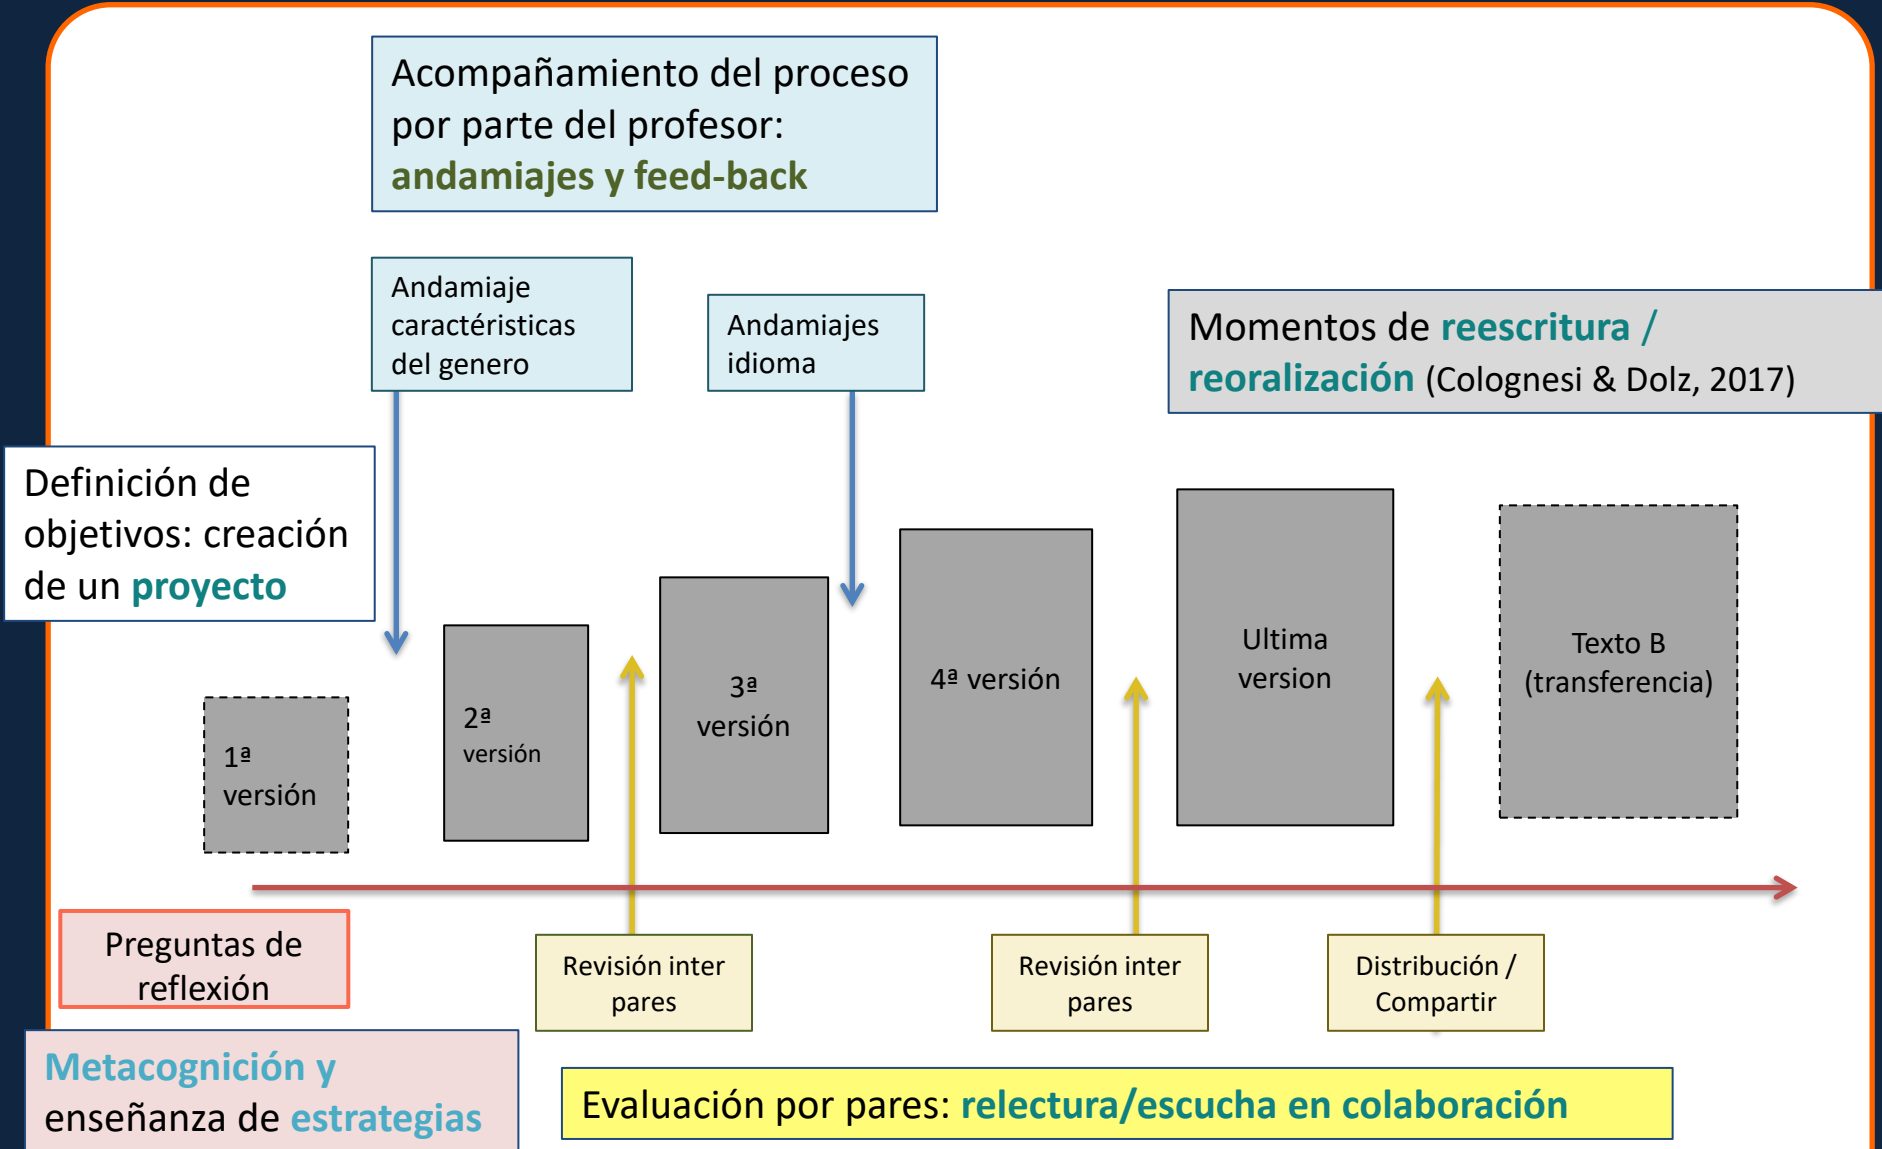 Acompañamiento del proceso
por parte del profesor:
andamiajes y feed-back
Andamiaje
caractéristicas
del genero
Andamiajes
idioma
Momentos de reescritura /
reoralización (Colognesi & Dolz, 2017)
Definición de
objetivos: creación
de un proyecto
1ª
versión
2ª
versión
3ª
versión
4ª versión
Ultima
version
Texto B
(transferencia)
Preguntas de
reflexión
Revisión inter
pares
Revisión inter
pares
Distribución /
Compartir
Metacognición y
enseñanza de estrategias
Evaluación por pares: relectura/escucha en colaboración